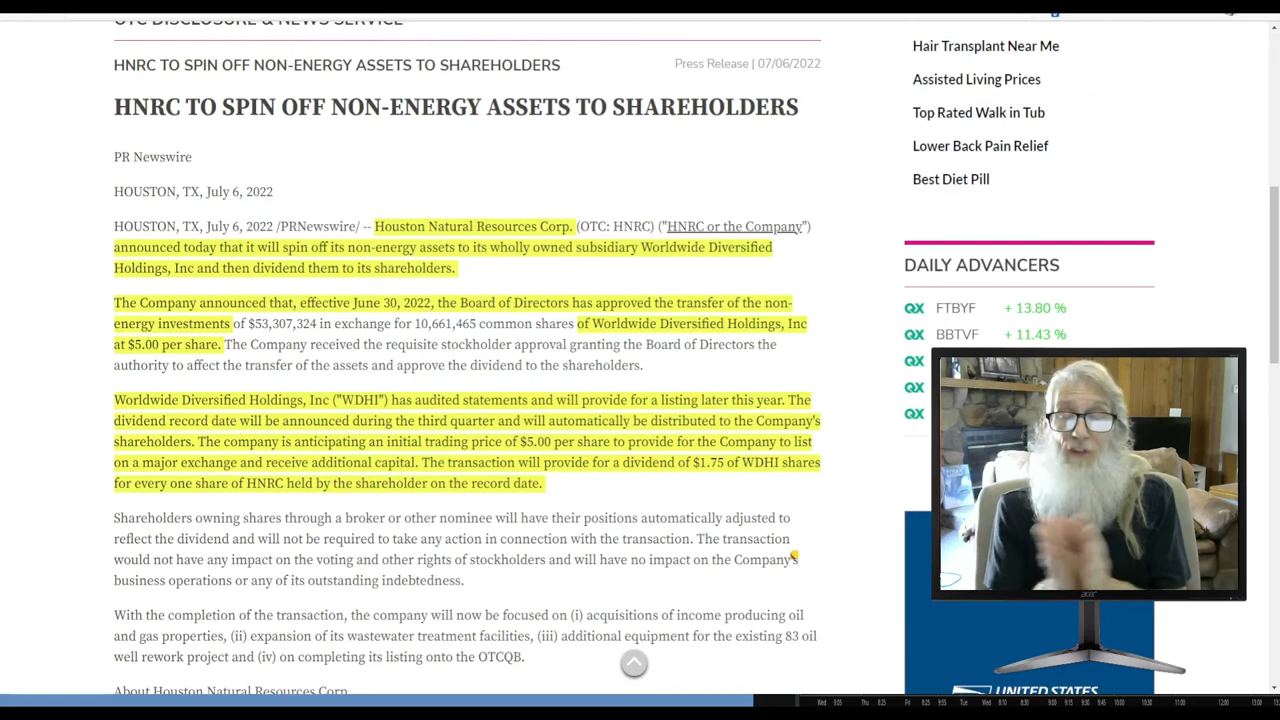 OTC DISCLOSURE & NEWS SERVICE
HNRC TO SPIN OFF NON-ENERGY ASSETS TO SHAREHOLDERS
Press Release | 07/06/2022
HNRC TO SPIN OFF NON-ENERGY ASSETS TO SHAREHOLDERS
PR Newswire
HOUSTON, TX, July 6, 2022
HOUSTON, TX, July 6, 2022 /PRNewswire/ -- Houston Natural Resources Corp. (OTC: HNRC) ("HNRC or the Company")
announced today that it will spin off its non-energy assets to its wholly owned subsidiary Worldwide Diversified
Holdings, Inc and then dividend them to its shareholders.
The Company announced that, effective June 30, 2022, the Board of Directors has approved the transfer of the non-
energy investments of $53,307,324 in exchange for 10,661,465 common shares of Worldwide Diversified Holdings, Inc
at $5.00 per share. The Company received the requisite stockholder approval granting the Board of Directors the
authority to affect the transfer of the assets and approve the dividend to the shareholders.
Worldwide Diversified Holdings, Inc ("WDHI") has audited statements and will provide for a listing later this year. The
dividend record date will be announced during the third quarter and will automatically be distributed to the Company's
shareholders. The company is anticipating an initial trading price of $5.00 per share to provide for the Company to list
on a major exchange and receive additional capital. The transaction will provide for a dividend of $1.75 of WDHI shares
for every one share of HNRC held by the shareholder on the record date.
Shareholders owning shares through a broker or other nominee will have their positions automatically adjusted to
reflect the dividend and will not be required to take any action in connection with the transaction. The transaction
would not have any impact on the voting and other rights of stockholders and will have no impact on the Company's
business operations or any of its outstanding indebtedness.
With the completion of the transaction, the company will now be focused on (i) acquisitions of income producing oil
and gas properties, (ii) expansion of its wastewater treatment facilities, (iii) additional equipment for the existing 83 oil
well rework project and (iv) on completing its listing onto the OTCQB.
About Houston Natural Resources Corp.
Hair Transplant Near Me
Assisted Living Prices
Top Rated Walk in Tub
Lower Back Pain Relief
Best Diet Pill
DAILY ADVANCERS
QX FTBYF + 13.80 %
QX BBTVF + 11.43 %
QX
QX
QX
acer
UNITED STATES